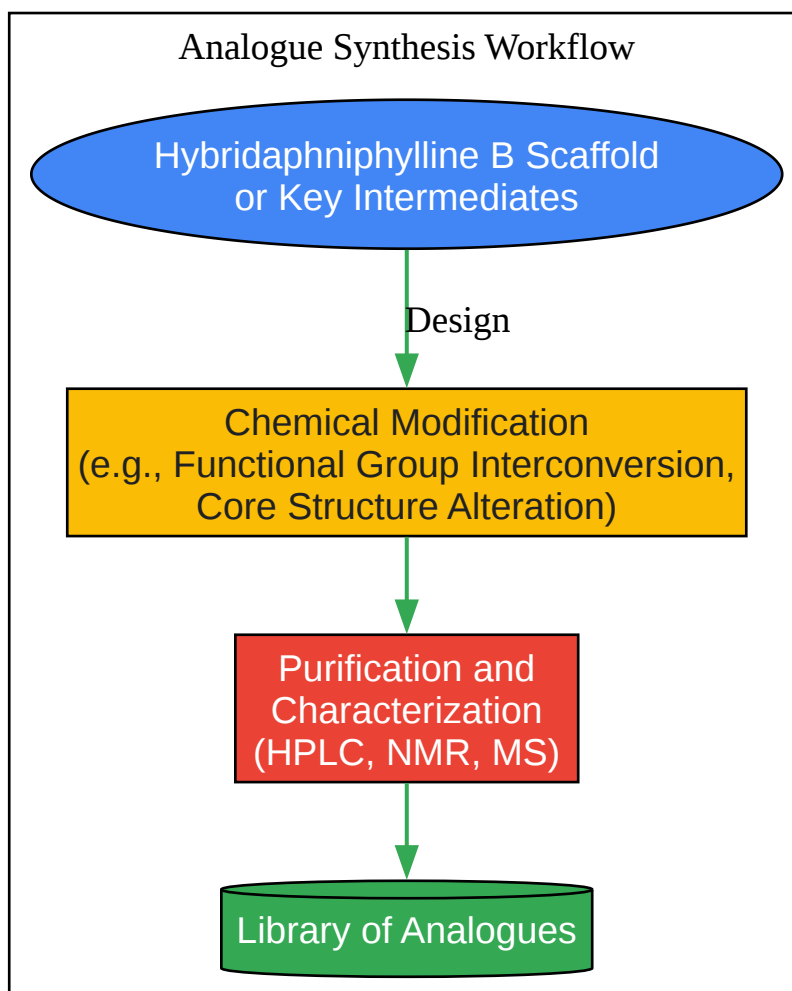 Analogue Synthesis Workflow
Hybridaphniphylline B Scaffold
or Key Intermediates
Design
Chemical Modification
(e.g., Functional Group Interconversion,
Core Structure Alteration)
Purification and
Characterization
(HPLC, NMR, MS)
Library of Analogues